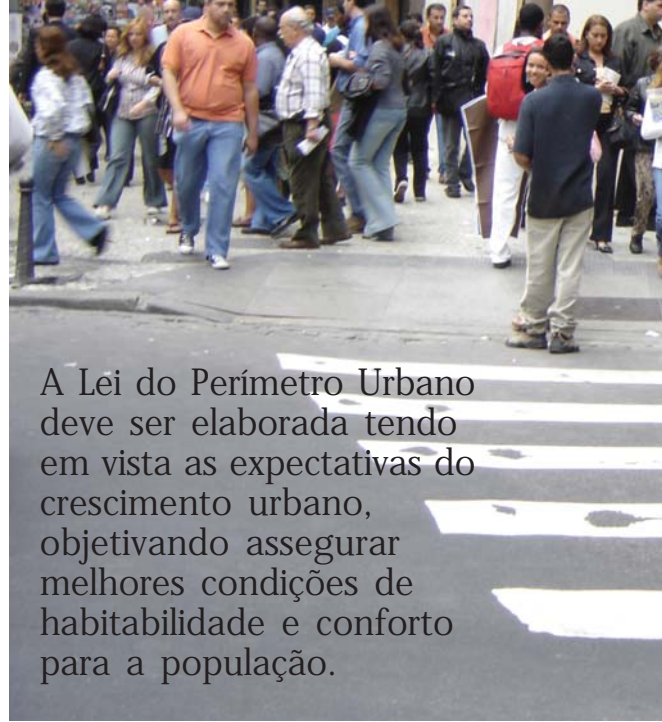 A Lei do Perímetro Urbano
deve ser elaborada tendo
em vista as expectativas do
crescimento urbano,
objetivando assegurar
melhores condições de
habitabilidade e conforto
para a população.